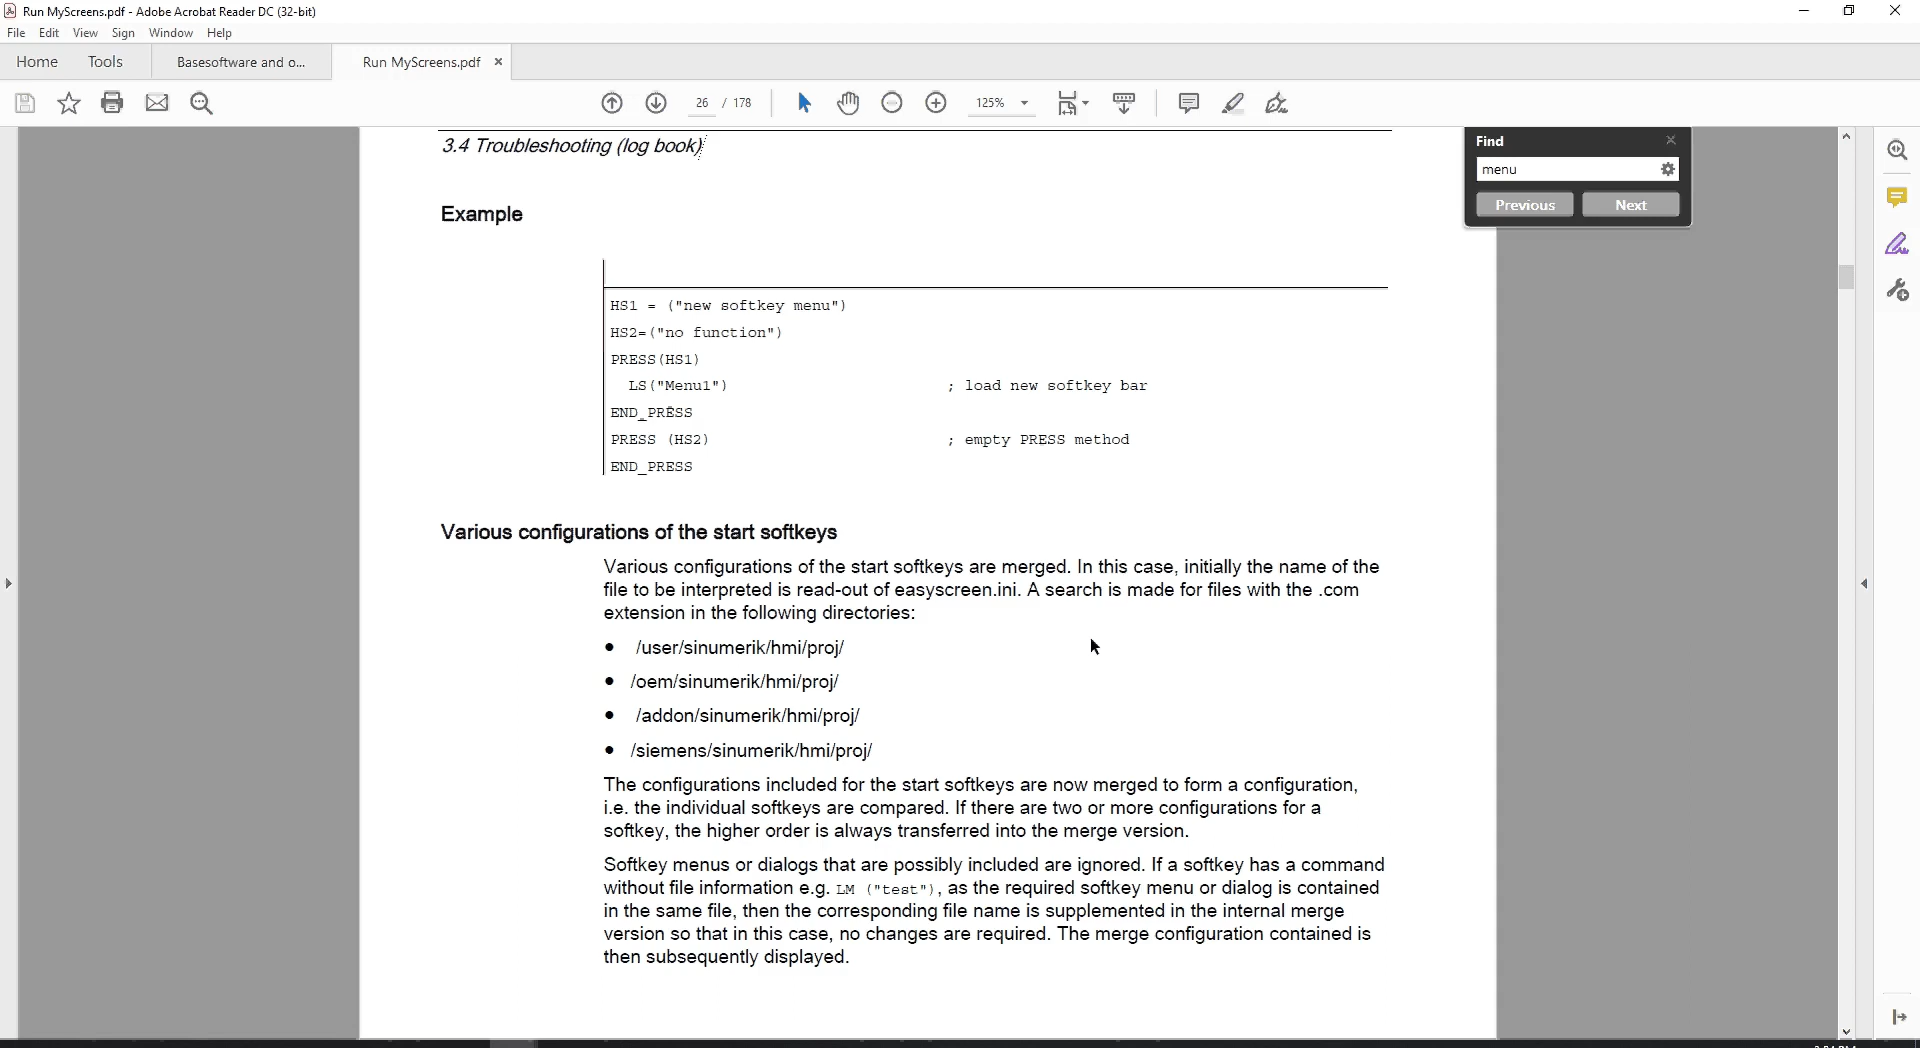 Run MyScreens.pdf - Adobe Acrobat Reader DC (32-bit)
File Edit View Sign Window Help
Home Tools Basesoftware and o... Run MyScreens.pdf
26 / 178 125%
3.4 Troubleshooting (log book)
Find
menu
Previous Next
Example
HS1 = ("new softkey menu")
HS2=("no function")
PRESS(HS1)
LS("Menu1") ; load new softkey bar
END_PRESS
PRESS (HS2) ; empty PRESS method
END_PRESS
Various configurations of the start softkeys
Various configurations of the start softkeys are merged. In this case, initially the name of the
file to be interpreted is read-out of easyscreen.ini. A search is made for files with the .com
extension in the following directories:
• /user/sinumerik/hmi/proj/
• /oem/sinumerik/hmi/proj/
• /addon/sinumerik/hmi/proj/
• /siemens/sinumerik/hmi/proj/
The configurations included for the start softkeys are now merged to form a configuration,
i.e. the individual softkeys are compared. If there are two or more configurations for a
softkey, the higher order is always transferred into the merge version.
Softkey menus or dialogs that are possibly included are ignored. If a softkey has a command
without file information e.g. LM ("test"), as the required softkey menu or dialog is contained
in the same file, then the corresponding file name is supplemented in the internal merge
version so that in this case, no changes are required. The merge configuration contained is
then subsequently displayed.